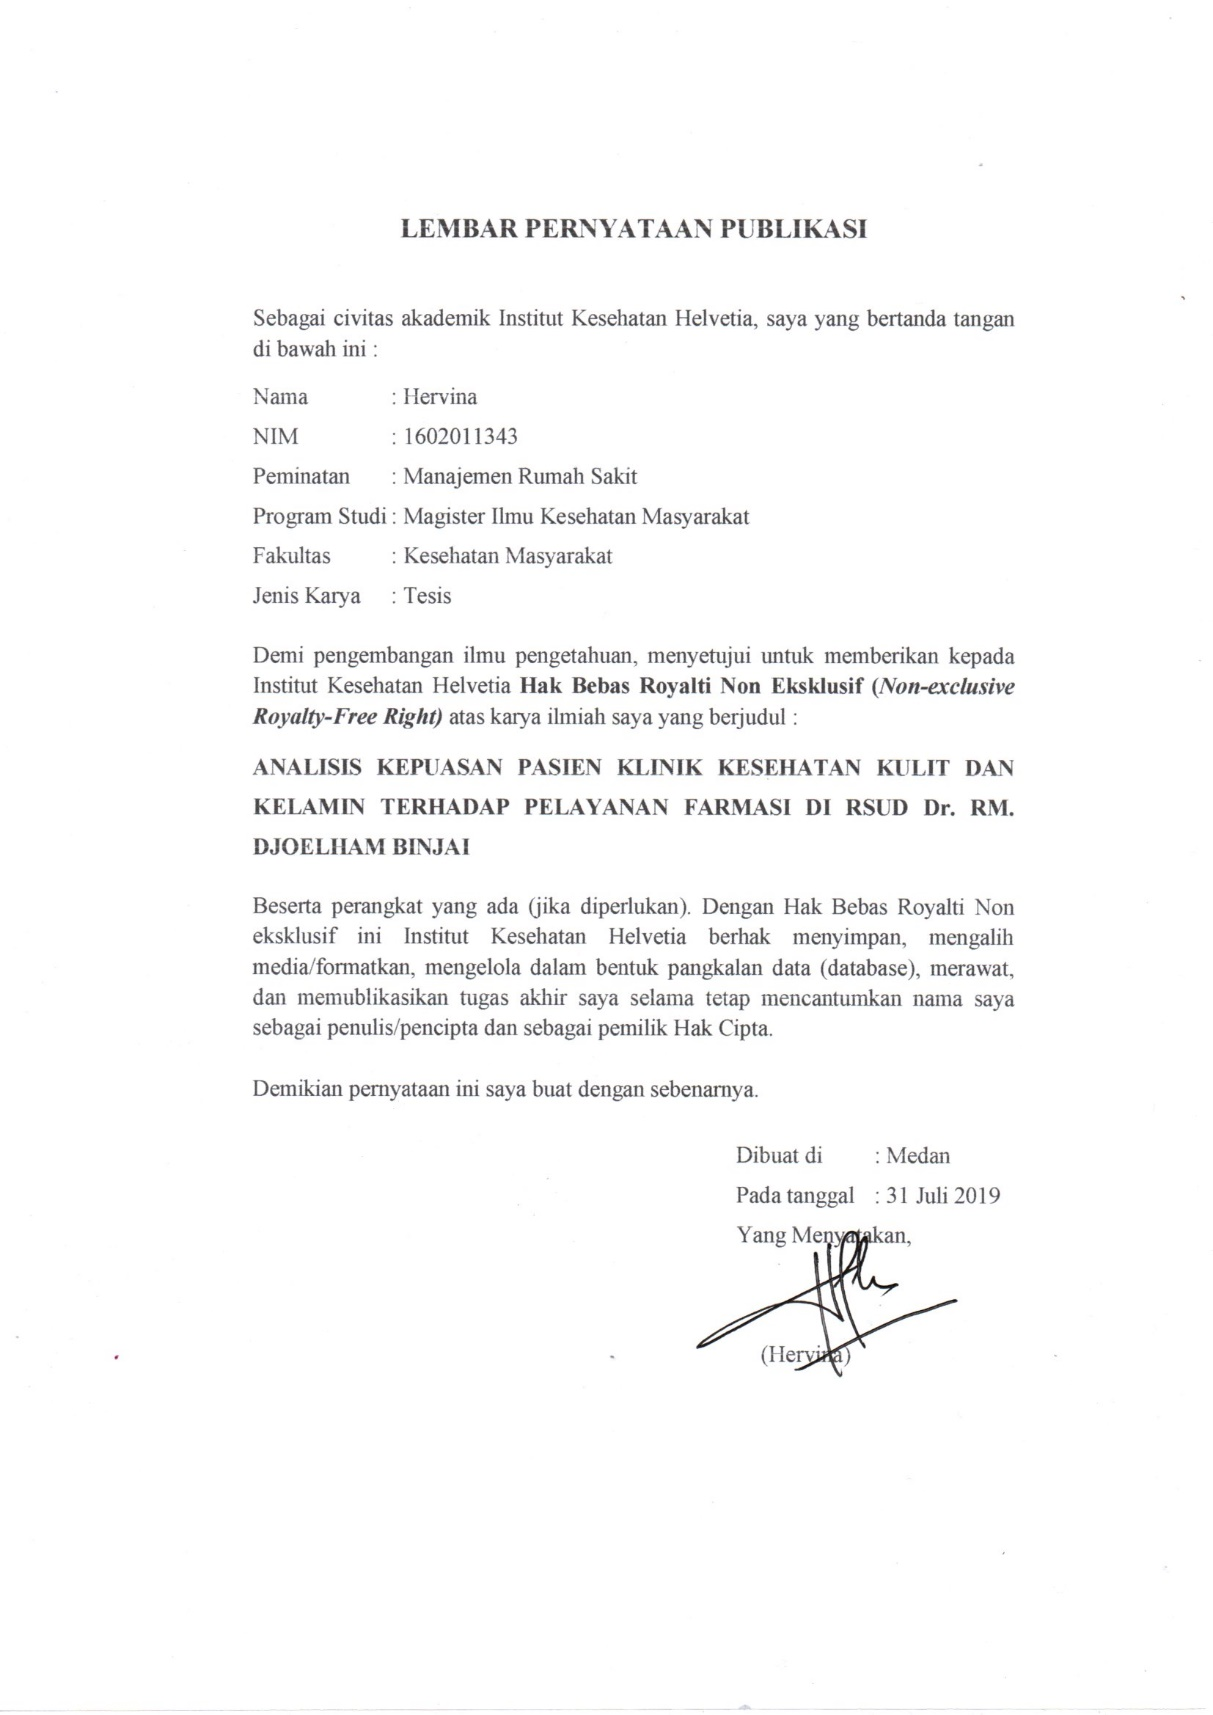 LEMBAR PERNYATAAN PUBLIKASI
Sebagai civitas akademik Institut Kesehatan Helvetia, saya yang bertanda tangan
di bawah ini :
Nama : Hervina
NIM : 1602011343
Peminatan : Manajemen Rumah Sakit
Program Studi : Magister Ilmu Kesehatan Masyarakat
Fakultas : Kesehatan Masyarakat
Jenis Karya : Tesis
Demi pengembangan ilmu pengetahuan, menyetujui untuk memberikan kepada
Institut Kesehatan Helvetia Hak Bebas Royalti Non Eksklusif (Non-exclusive
Royalty-Free Right) atas karya ilmiah saya yang berjudul :
ANALISIS KEPUASAN PASIEN KLINIK KESEHATAN KULIT DAN
KELAMIN TERHADAP PELAYANAN FARMASI DI RSUD Dr. RM.
DJOELHAM BINJAI
Beserta perangkat yang ada (jika diperlukan). Dengan Hak Bebas Royalti Non
eksklusif ini Institut Kesehatan Helvetia berhak menyimpan, mengalih
media/formatkan, mengelola dalam bentuk pangkalan data (database), merawat,
dan memublikasikan tugas akhir saya selama tetap mencantumkan nama saya
sebagai penulis/pencipta dan sebagai pemilik Hak Cipta.
Demikian pernyataan ini saya buat dengan sebenarnya.
Dibuat di : Medan
Pada tanggal : 31 Juli 2019
Yang Menyatakan,
(Hervina)